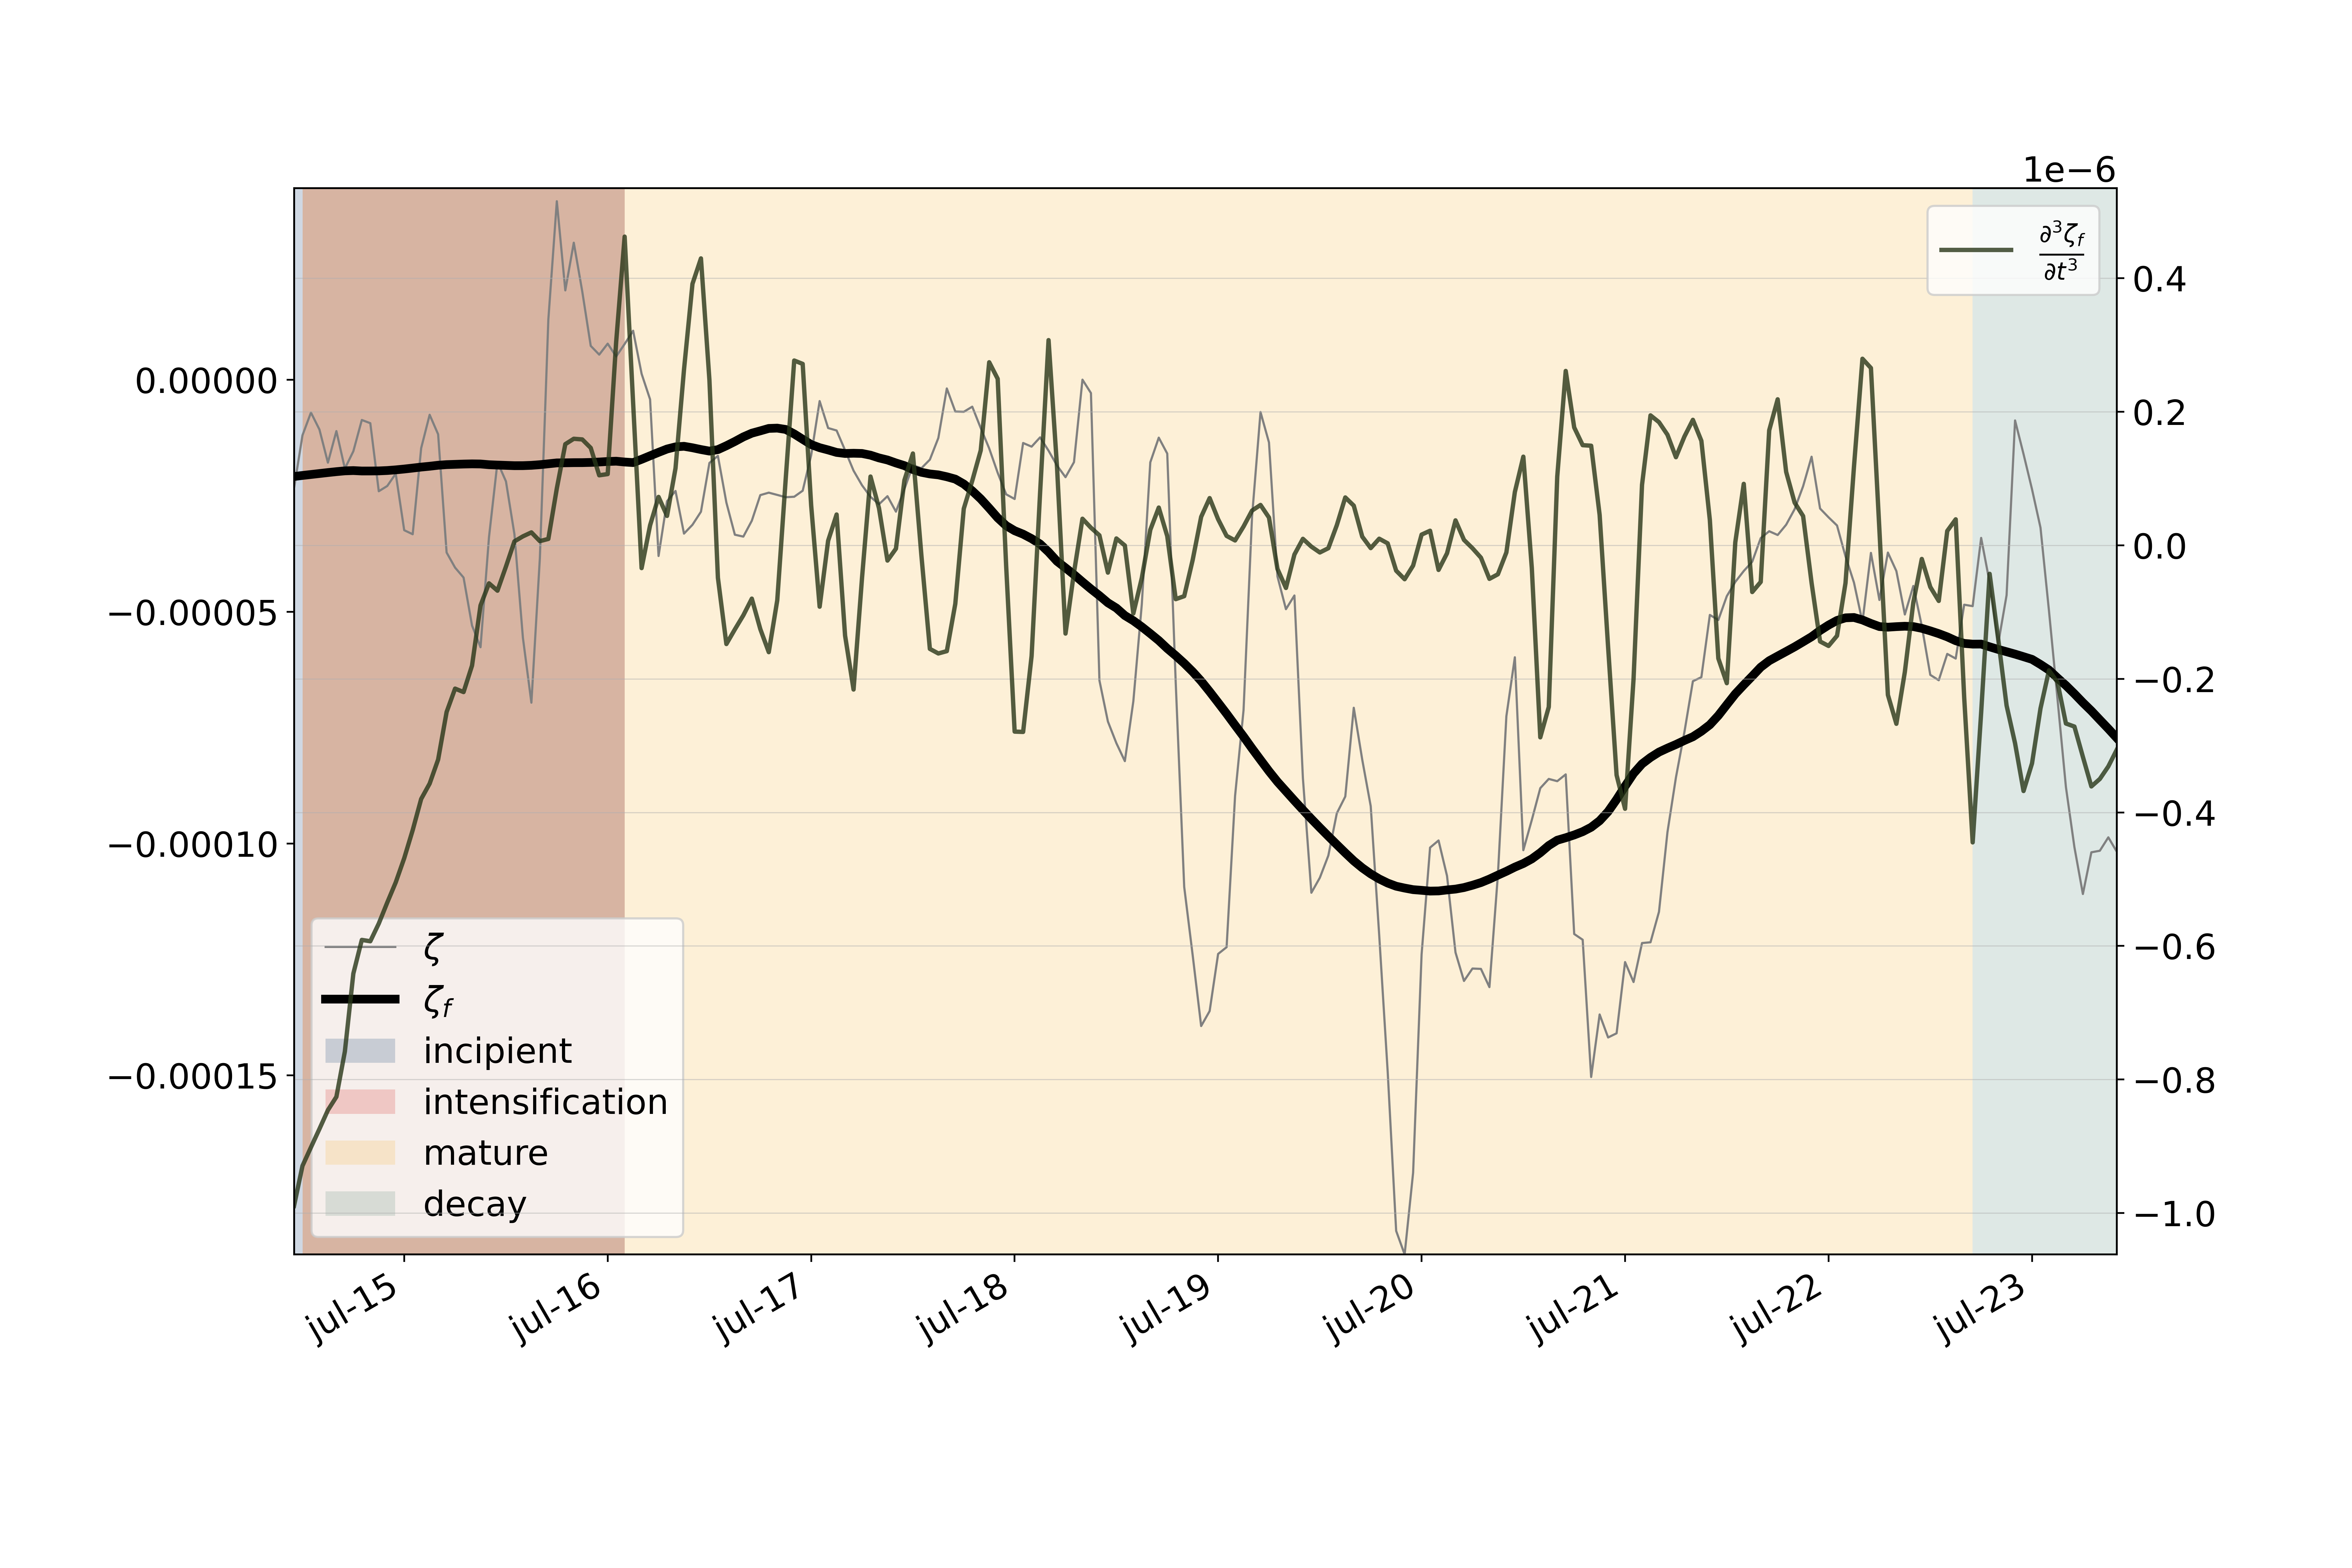 1e−6
∂³ζ_f
∂t³
0.00000
−0.00005
−0.00010
−0.00015
0.4
0.2
0.0
−0.2
−0.4
−0.6
−0.8
−1.0
ζ
ζ_f
incipient
intensification
mature
decay
jul-15
jul-16
jul-17
jul-18
jul-19
jul-20
jul-21
jul-22
jul-23